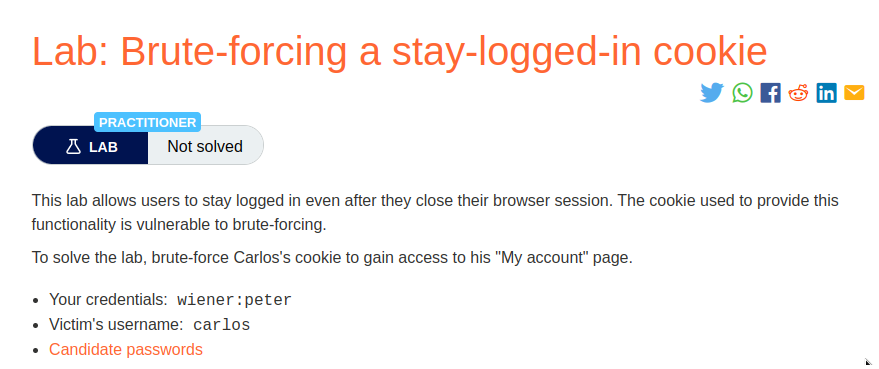 Lab: Brute-forcing a stay-logged-in cookie
PRACTITIONER
LAB
Not solved
This lab allows users to stay logged in even after they close their browser session. The cookie used to provide this
functionality is vulnerable to brute-forcing.
To solve the lab, brute-force Carlos's cookie to gain access to his "My account" page.
• Your credentials: wiener:peter
• Victim's username: carlos
• Candidate passwords